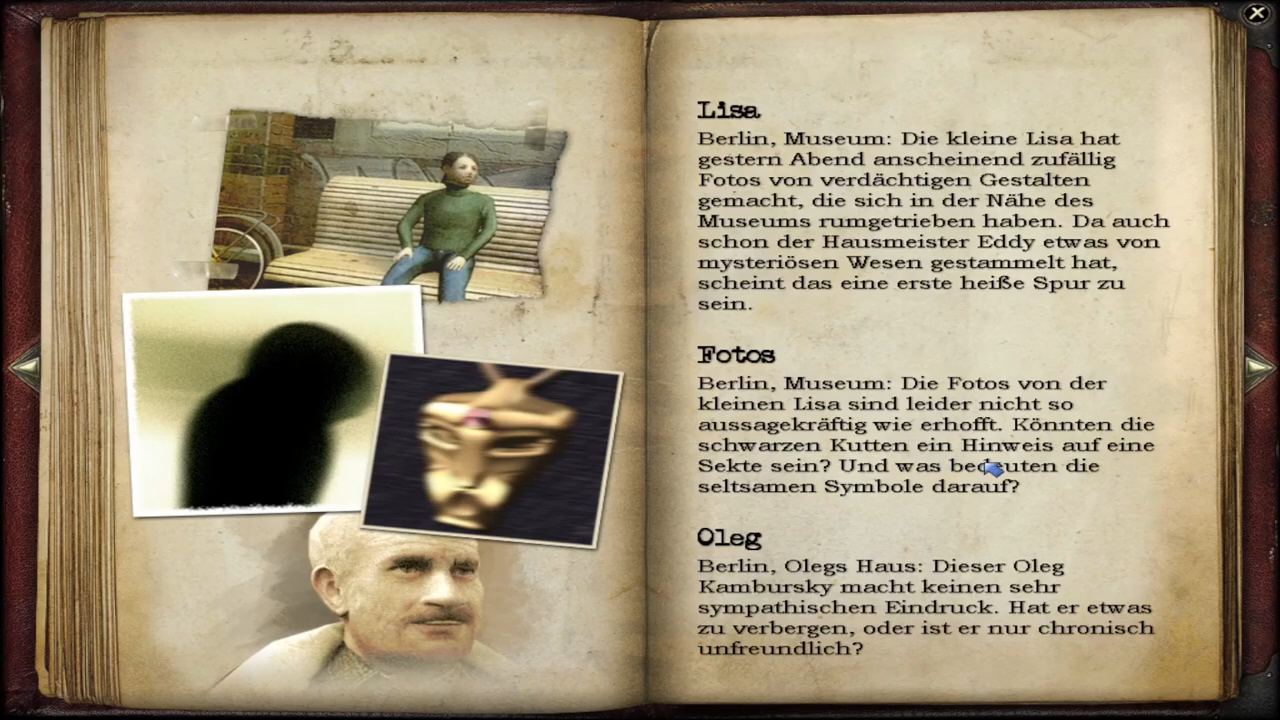 Lisa
Berlin, Museum: Die kleine Lisa hat
gestern Abend anscheinend zufällig
Fotos von verdächtigen Gestalten
gemacht, die sich in der Nähe des
Museums rumgetrieben haben. Da auch
schon der Hausmeister Eddy etwas von
mysteriösen Wesen gestammelt hat,
scheint das eine erste heiße Spur zu
sein.
Fotos
Berlin, Museum: Die Fotos von der
kleinen Lisa sind leider nicht so
aussagekräftig wie erhofft. Könnten die
schwarzen Kutten ein Hinweis auf eine
Sekte sein? Und was bedeuten die
seltsamen Symbole darauf?
Oleg
Berlin, Olegs Haus: Dieser Oleg
Kambursky macht keinen sehr
sympathischen Eindruck. Hat er etwas
zu verbergen, oder ist er nur chronisch
unfreundlich?